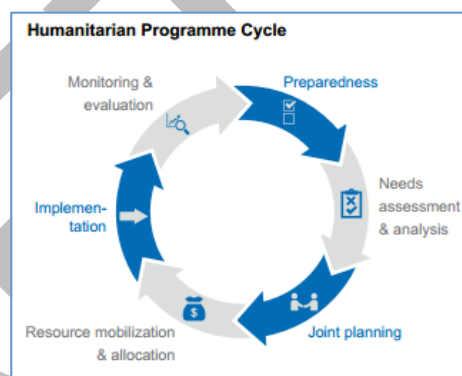 Humanitarian Programme Cycle
Monitoring &
evaluation
Preparedness
Needs
assessment
& analysis
Implemen-
tation
Joint planning
Resource mobilization
& allocation
$